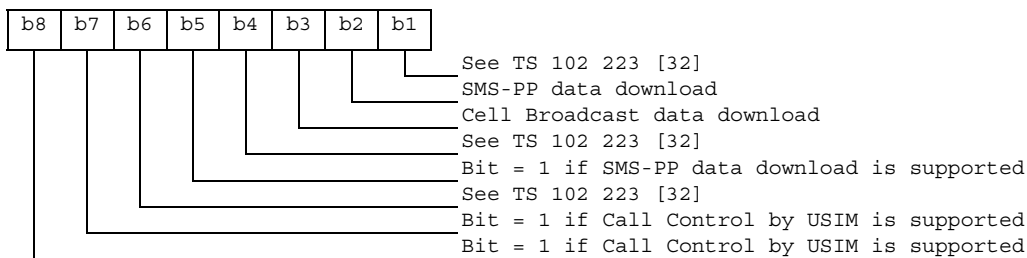 b8 b7 b6 b5 b4 b3 b2 b1
See TS 102 223 [32]
SMS-PP data download
Cell Broadcast data download
See TS 102 223 [32]
Bit = 1 if SMS-PP data download is supported
See TS 102 223 [32]
Bit = 1 if Call Control by USIM is supported
Bit = 1 if Call Control by USIM is supported